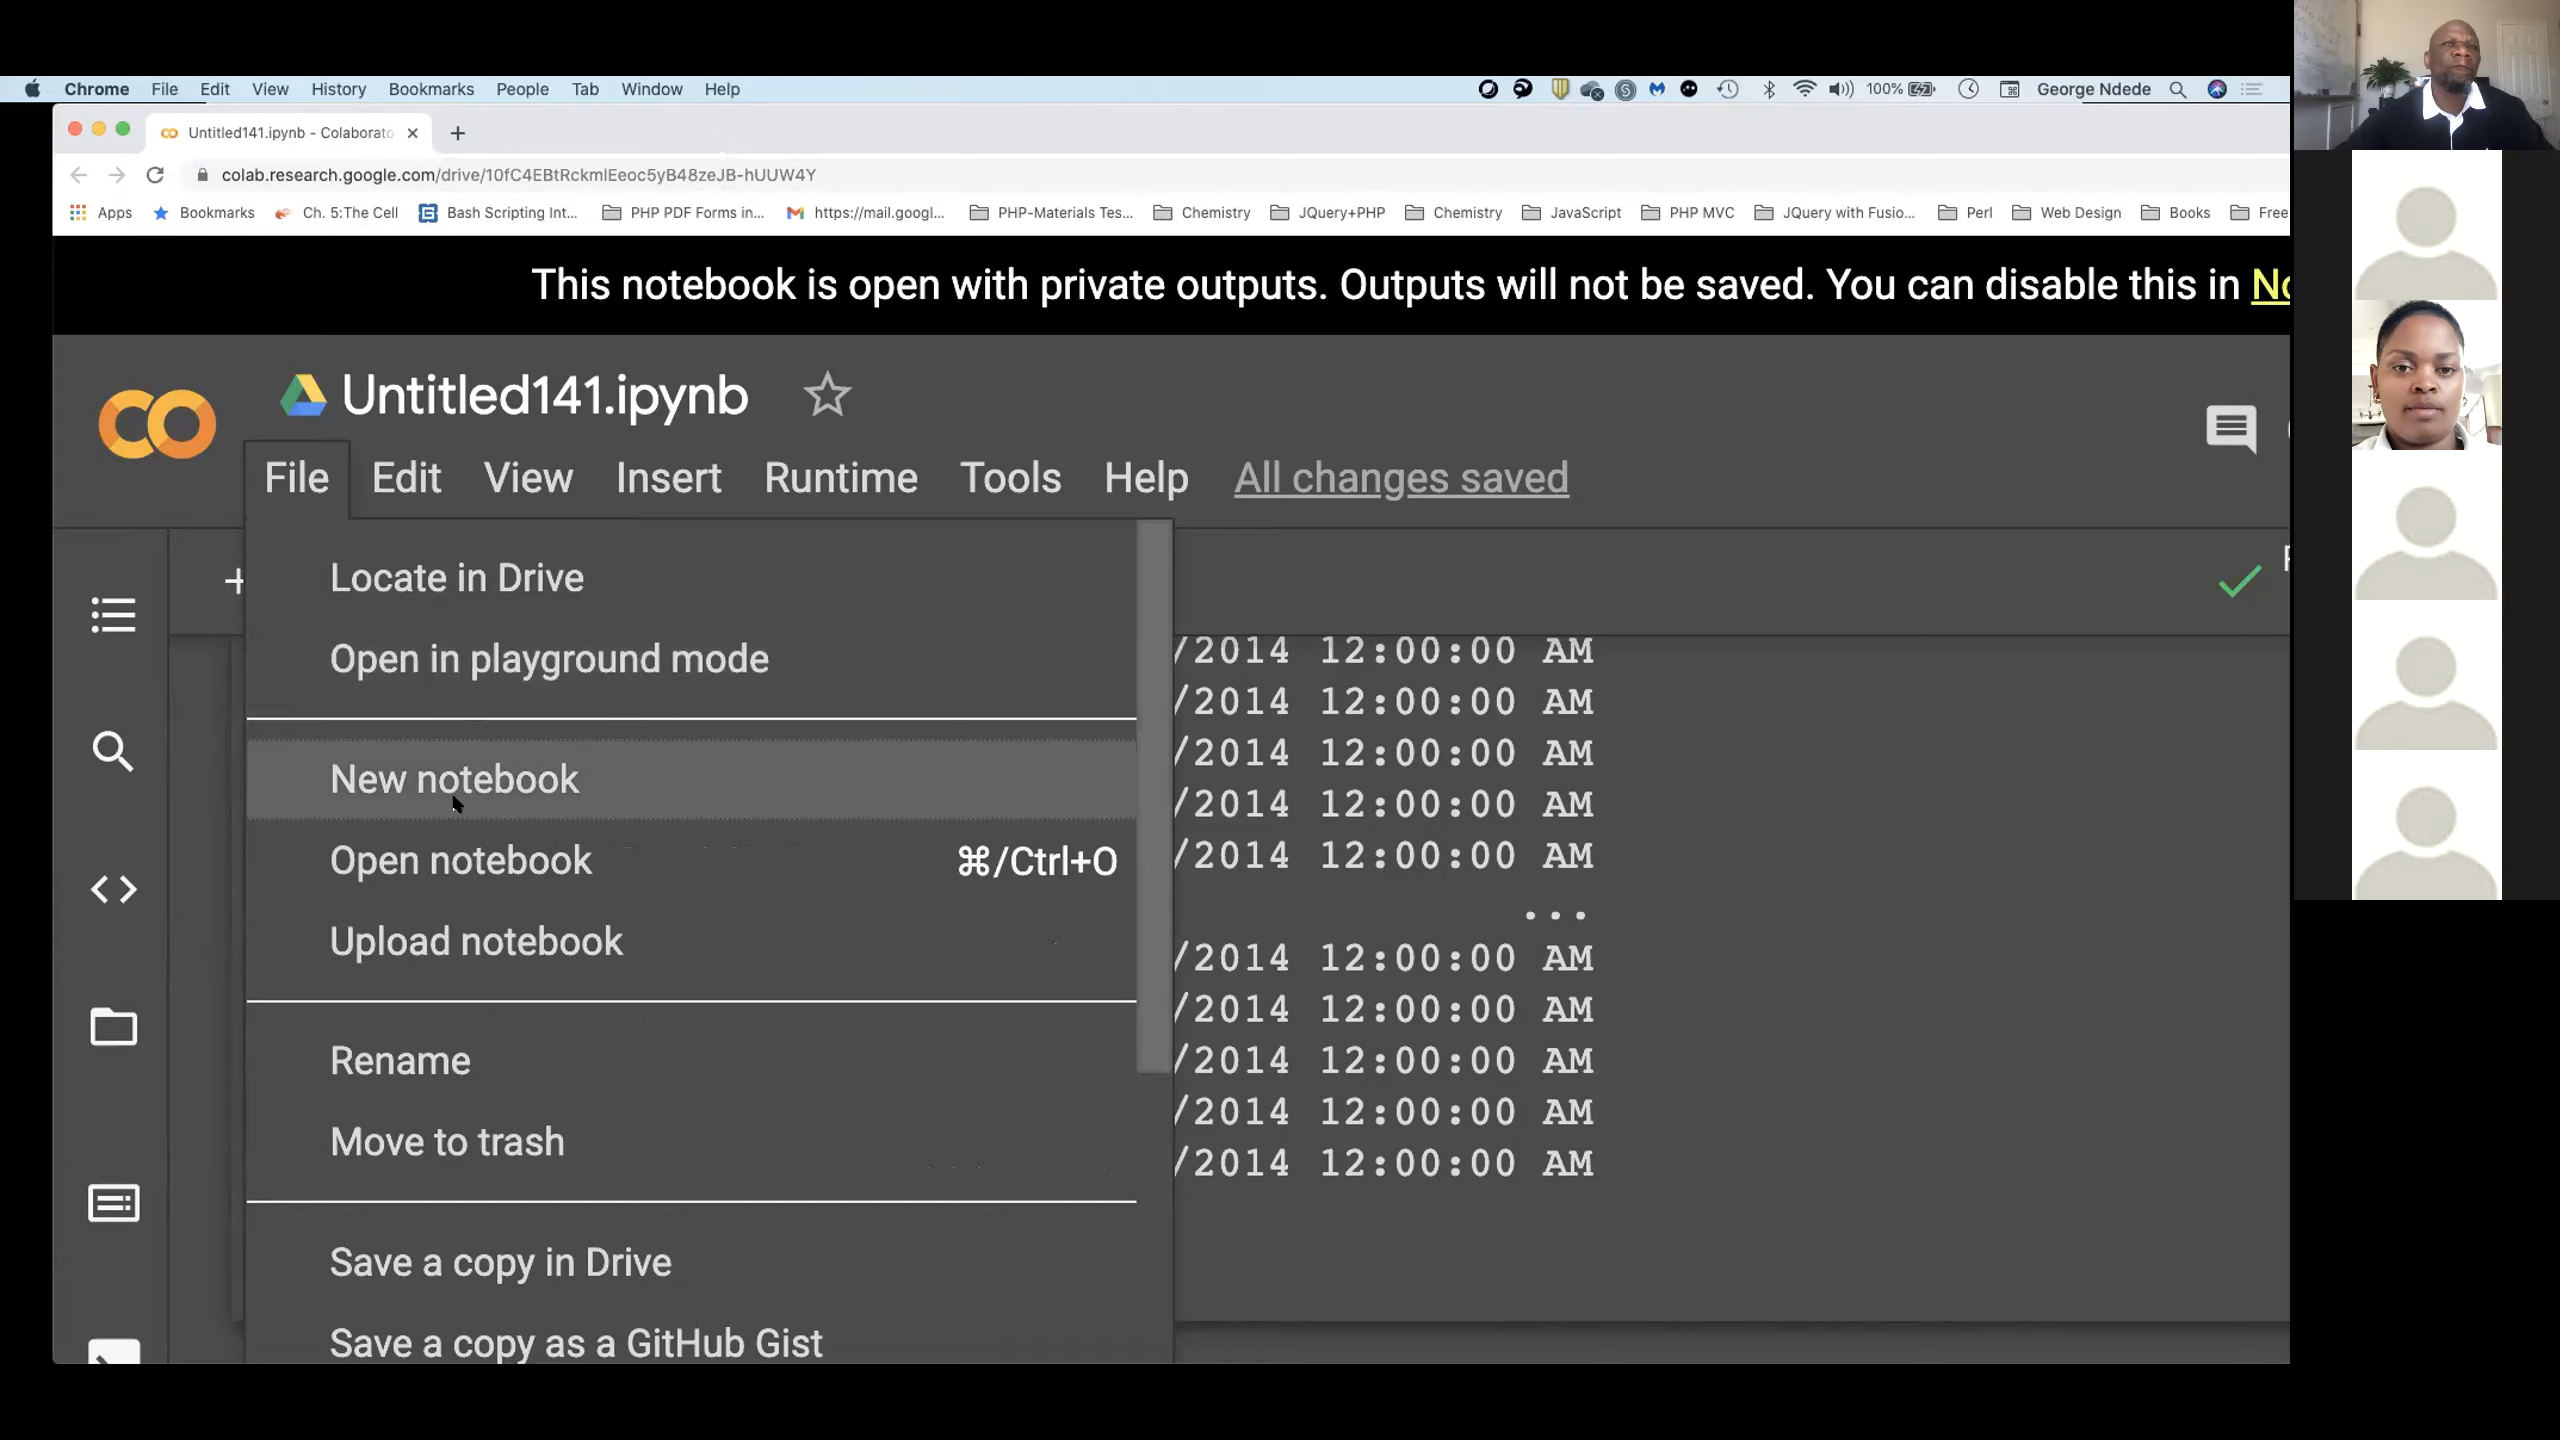 Chrome File Edit View History Bookmarks People Tab Window Help 100% George Ndede
Untitled141.ipynb - Colaborato
colab.research.google.com/drive/10fC4EBtRckmlEeoc5yB48zeJB-hUUW4Y
Apps Bookmarks Ch. 5:The Cell Bash Scripting Int... PHP PDF Forms in... https://mail.googl... PHP-Materials Tes... Chemistry JQuery+PHP Chemistry JavaScript PHP MVC JQuery with Fusio... Perl Web Design Books Free
This notebook is open with private outputs. Outputs will not be saved. You can disable this in No
Untitled141.ipynb
File Edit View Insert Runtime Tools Help All changes saved
Locate in Drive
Open in playground mode
New notebook
Open notebook ⌘/Ctrl+O
Upload notebook
Rename
Move to trash
Save a copy in Drive
Save a copy as a GitHub Gist
/2014 12:00:00 AM
/2014 12:00:00 AM
/2014 12:00:00 AM
/2014 12:00:00 AM
/2014 12:00:00 AM
...
/2014 12:00:00 AM
/2014 12:00:00 AM
/2014 12:00:00 AM
/2014 12:00:00 AM
/2014 12:00:00 AM